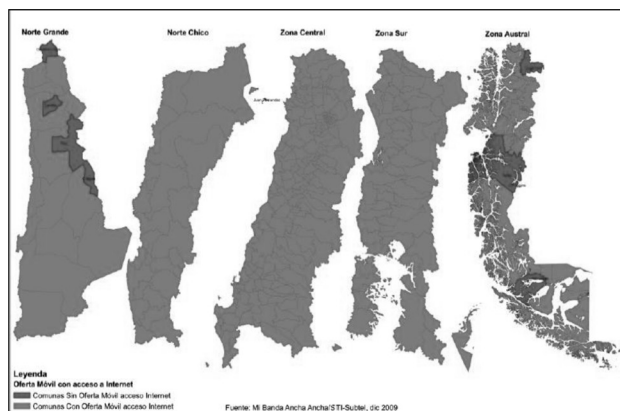 Norte Grande
Norte Chico
Zona Central
Zona Sur
Zona Austral
Leyenda
Oferta Móvil con acceso a Internet
Comunas Sin Oferta Móvil acceso Internet
Comunas Con Oferta Móvil acceso Internet
Fuente: Mi Banda Ancha Ancha/STI-Subtel, dic 2009